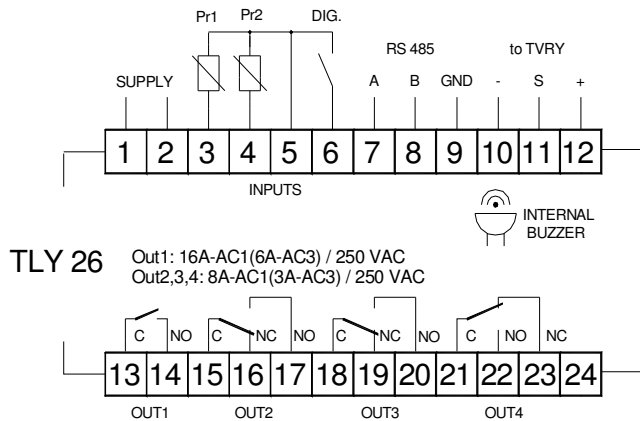 Pr1 Pr2 DIG.
RS 485 to TVRY
SUPPLY A B GND - S +
1 2 3 4 5 6 7 8 9 10 11 12
INPUTS
INTERNAL
BUZZER
TLY 26
Out1: 16A-AC1(6A-AC3) / 250 VAC
Out2,3,4: 8A-AC1(3A-AC3) / 250 VAC
C NO C NC NO C NC NO C NO NC
13 14 15 16 17 18 19 20 21 22 23 24
OUT1 OUT2 OUT3 OUT4